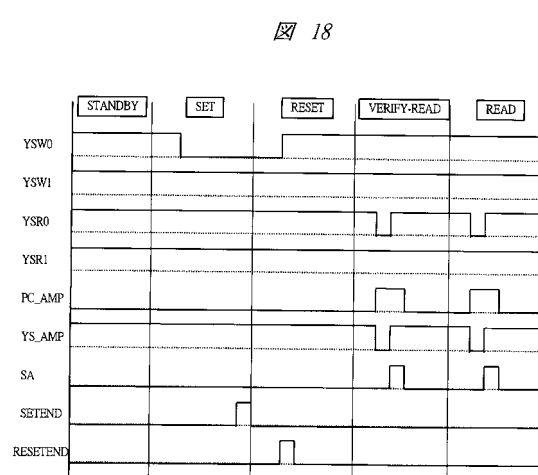 図 18
STANDBY SET RESET VERIFY-READ READ
YSW0
YSW1
YSR0
YSR1
PC_AMP
YS_AMP
SA
SETEND
RESETEND